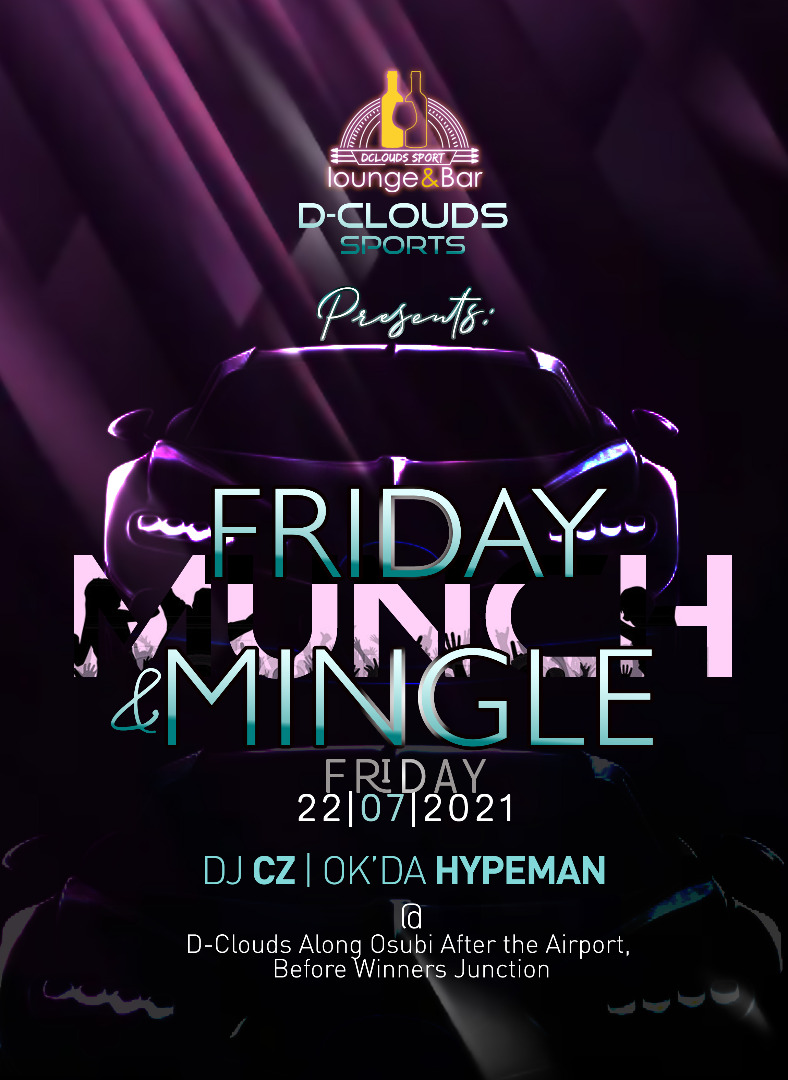 DCLOUDS SPORT
lounge&Bar
D-CLOUDS
SPORTS
Presents:
FRIDAY
MUNCH
&MINGLE
FRIDAY
22|07|2021
DJ CZ | OK'DA HYPEMAN
@
D-Clouds Along Osubi After the Airport,
Before Winners Junction